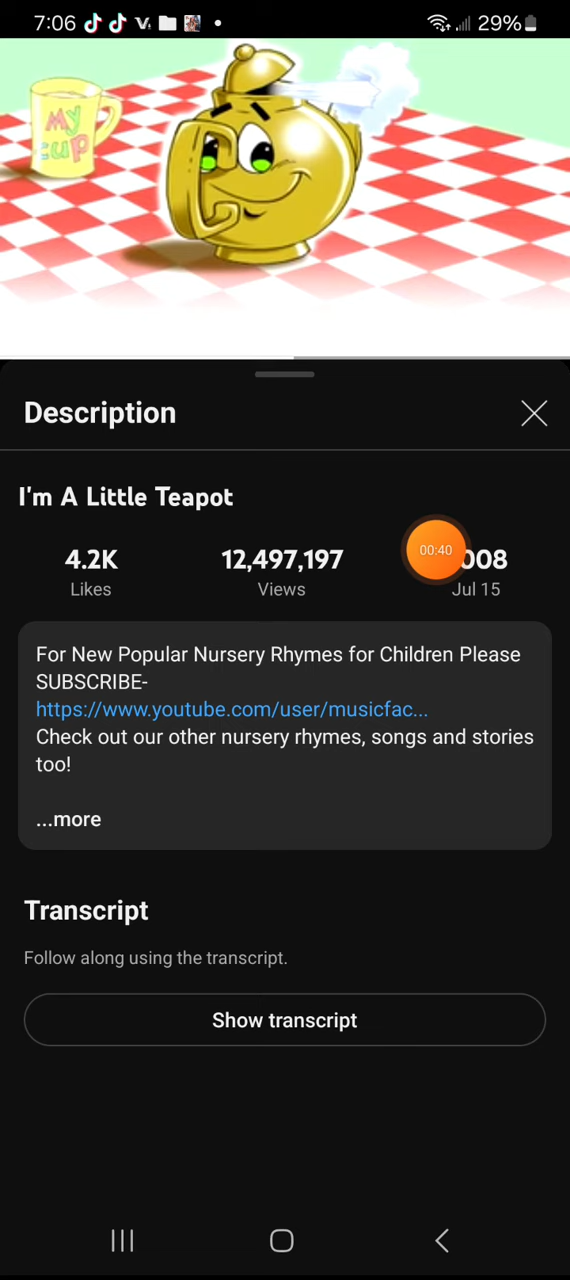 7:06 29%
My
cup
Description
I'm A Little Teapot
4.2K 12,497,197 008
Likes Views Jul 15
00:40
For New Popular Nursery Rhymes for Children Please
SUBSCRIBE-
https://www.youtube.com/user/musicfac...
Check out our other nursery rhymes, songs and stories
too!
...more
Transcript
Follow along using the transcript.
Show transcript